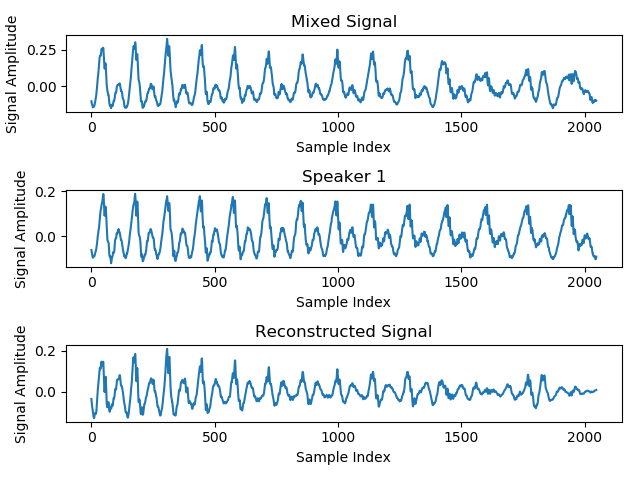 Mixed Signal
Signal Amplitude
0.25
0.00
0
500
1000
1500
2000
Sample Index
Speaker 1
Signal Amplitude
0.2
0.0
0
500
1000
1500
2000
Sample Index
Reconstructed Signal
Signal Amplitude
0.2
0.0
0
500
1000
1500
2000
Sample Index